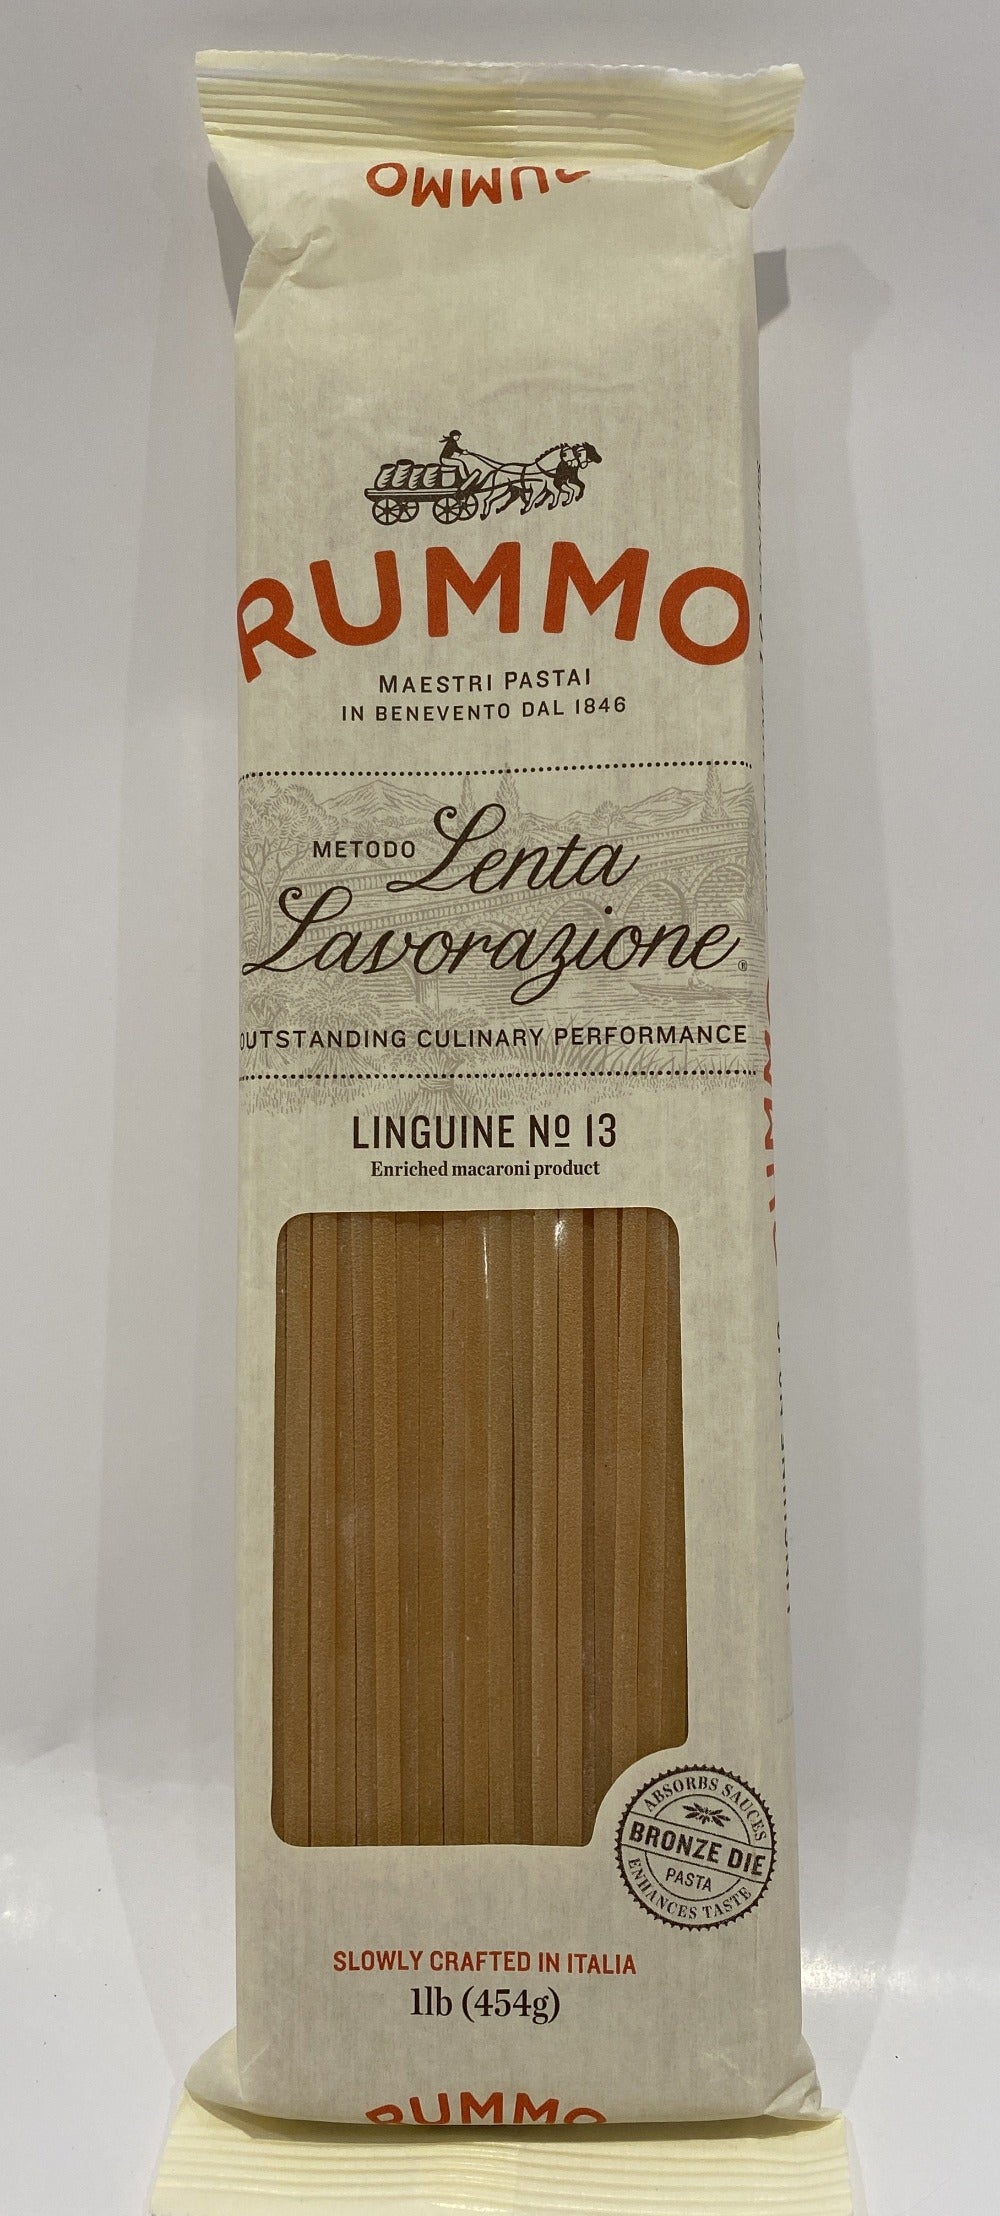 RUMMO
RUMMO
MAESTRI PASTAI
IN BENEVENTO DAL 1846
METODO Lenta
Lavorazione®
OUTSTANDING CULINARY PERFORMANCE
LINGUINE Nº 13
Enriched macaroni product
ABSORBS SAUCES
BRONZE DIE
PASTA
ENHANCES TASTE
SLOWLY CRAFTED IN ITALIA
1lb (454g)
RUMMO